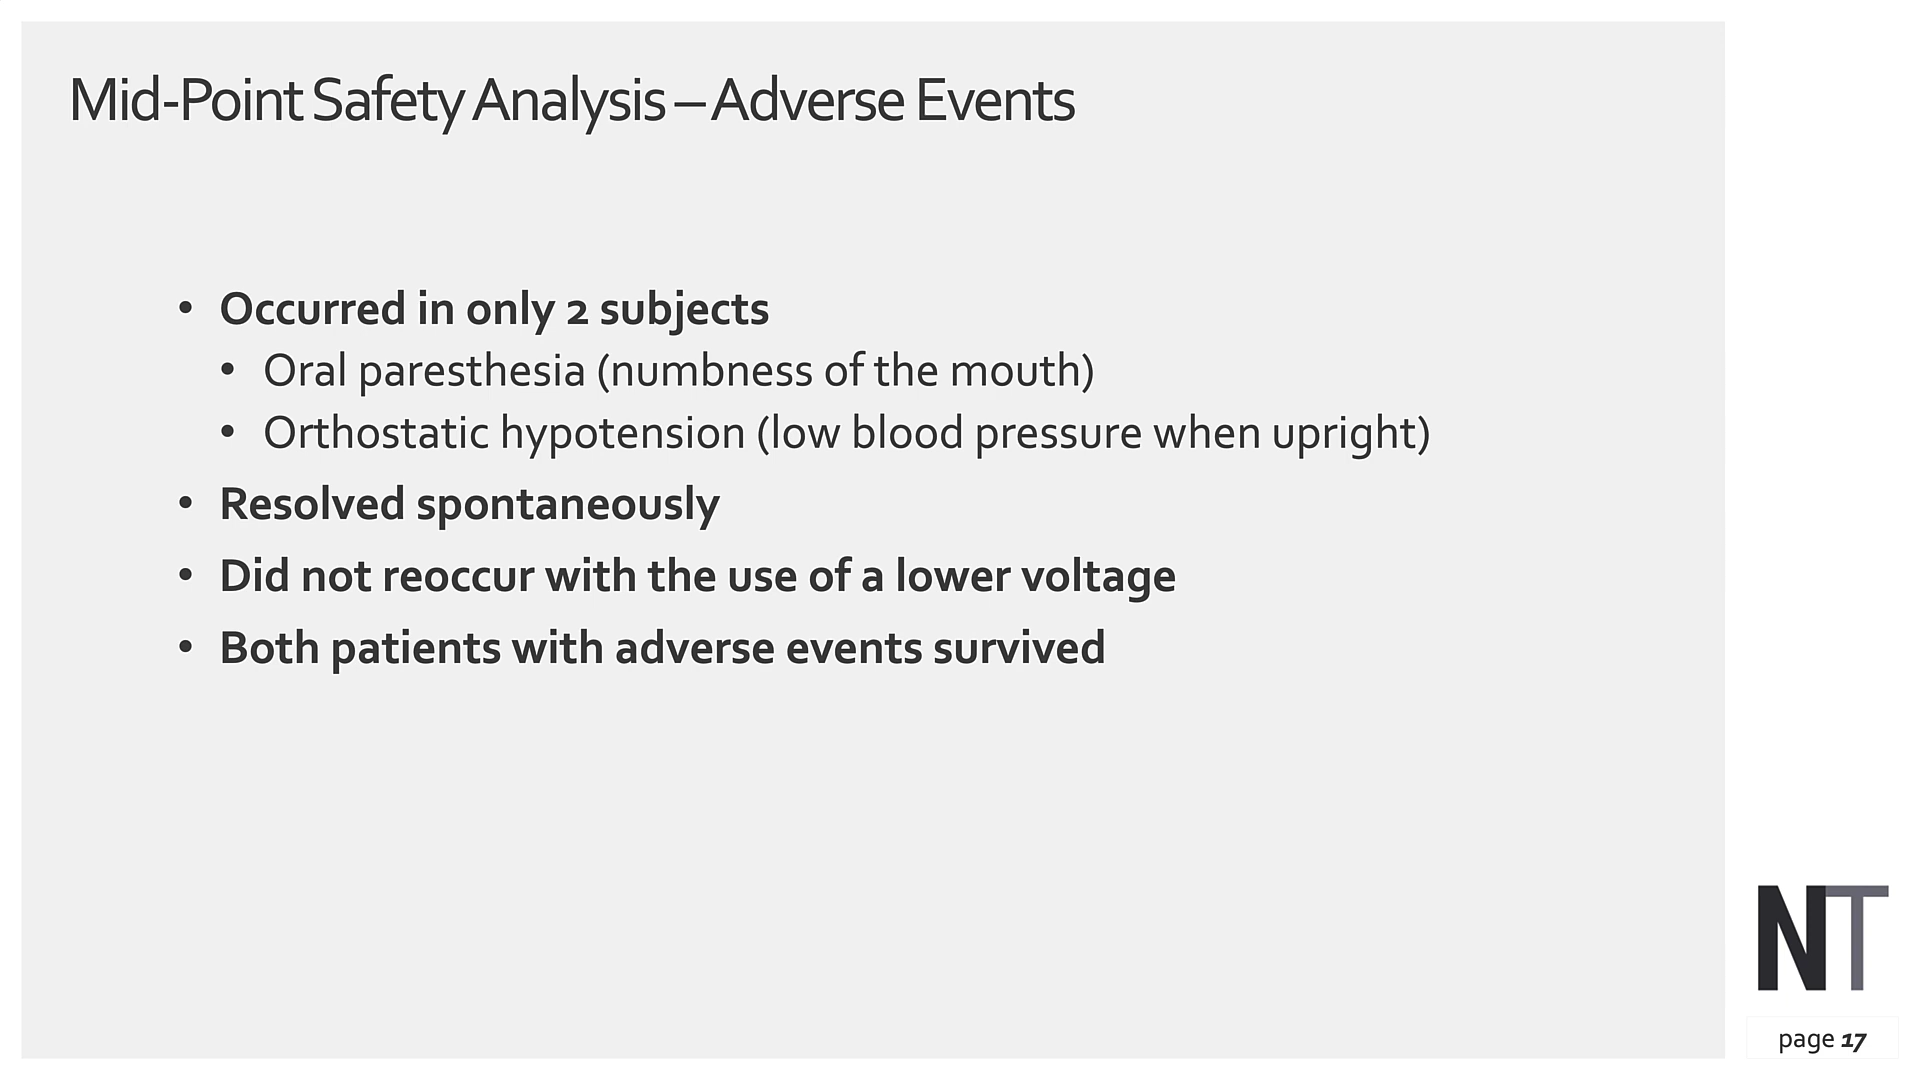 Mid-Point Safety Analysis – Adverse Events
• Occurred in only 2 subjects
• Oral paresthesia (numbness of the mouth)
• Orthostatic hypotension (low blood pressure when upright)
• Resolved spontaneously
• Did not reoccur with the use of a lower voltage
• Both patients with adverse events survived
NT
page 17